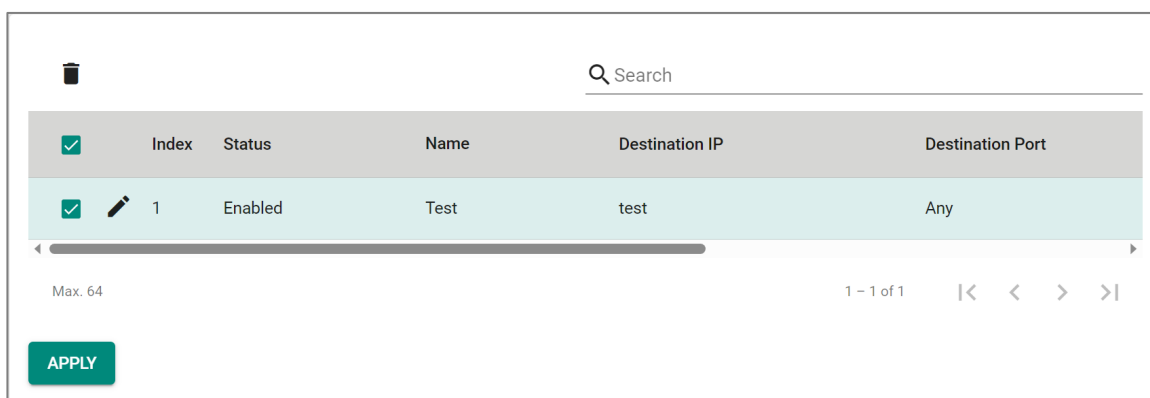 Search
Index Status Name Destination IP Destination Port
1 Enabled Test test Any
Max. 64 1 – 1 of 1
APPLY